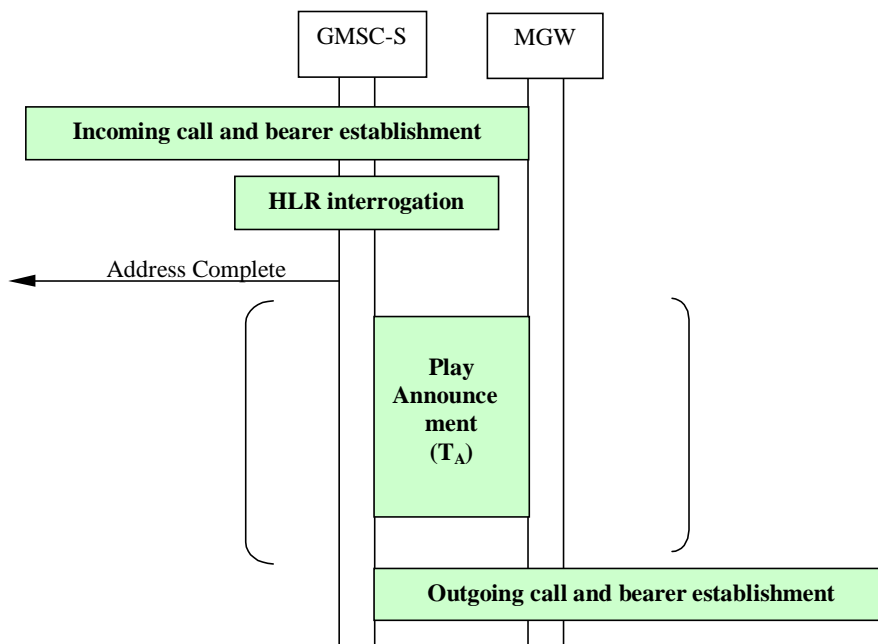 GMSC-S
MGW
Incoming call and bearer establishment
HLR interrogation
Address Complete
Play
Announce
ment
(TA)
Outgoing call and bearer establishment